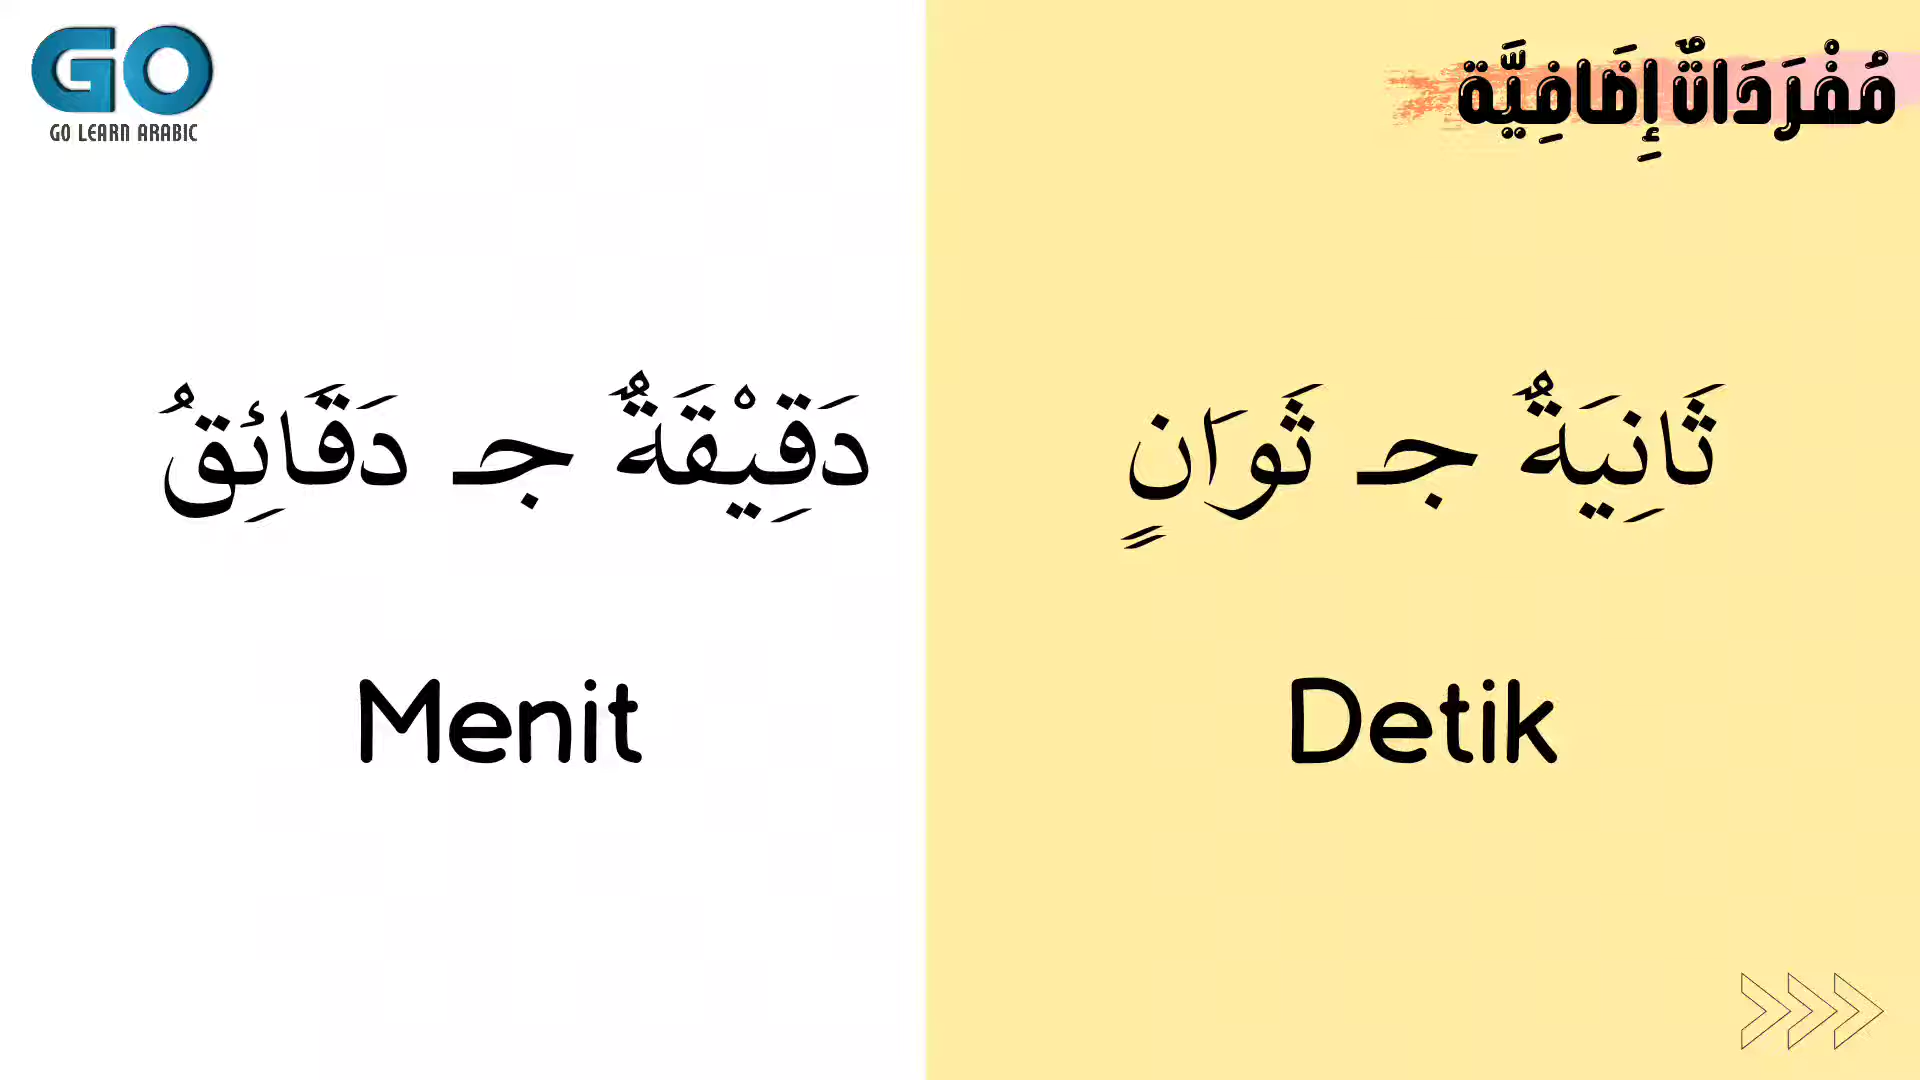 GO
GO LEARN ARABIC
مُفْرَدَاتٌ إِضَافِيَّة
ثَانِيَةٌ جـ ثَوَانٍ
Detik
دَقِيْقَةٌ جـ دَقَائِقُ
Menit